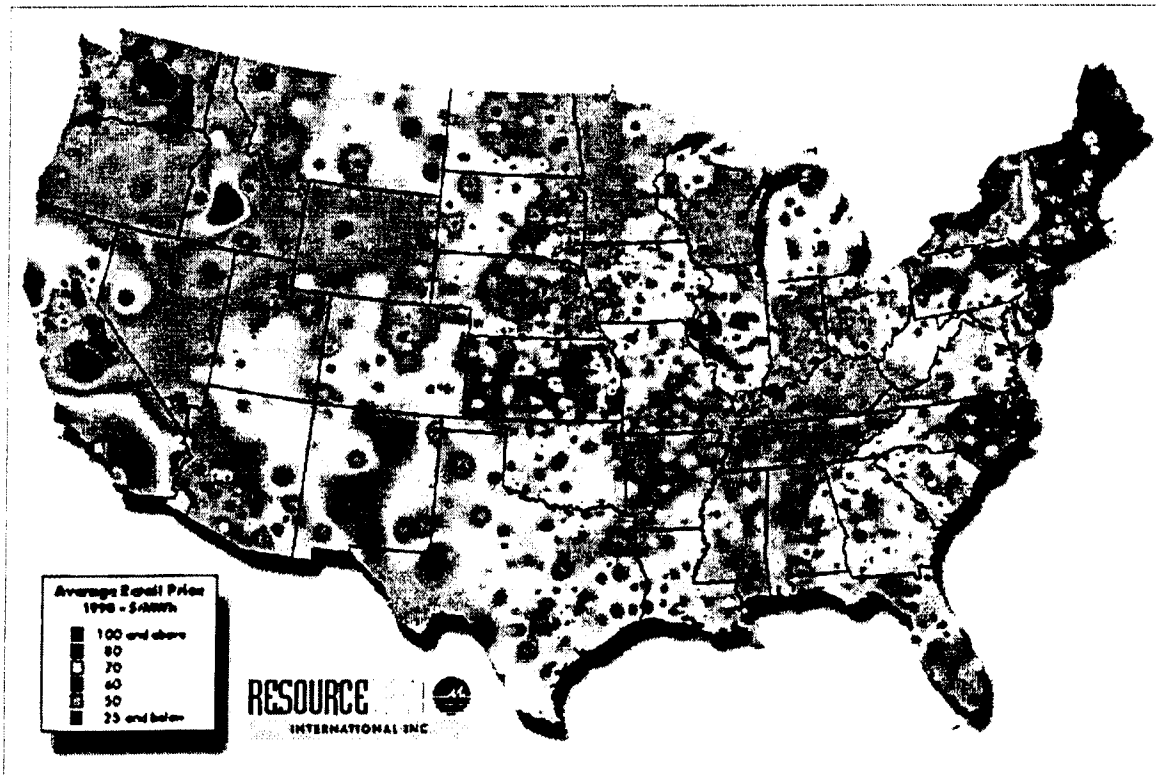 Average Retail Price
1998 - $/MWh
100 and above
80
70
60
50
25 and below
RESOURCE
INTERNATIONAL INC.